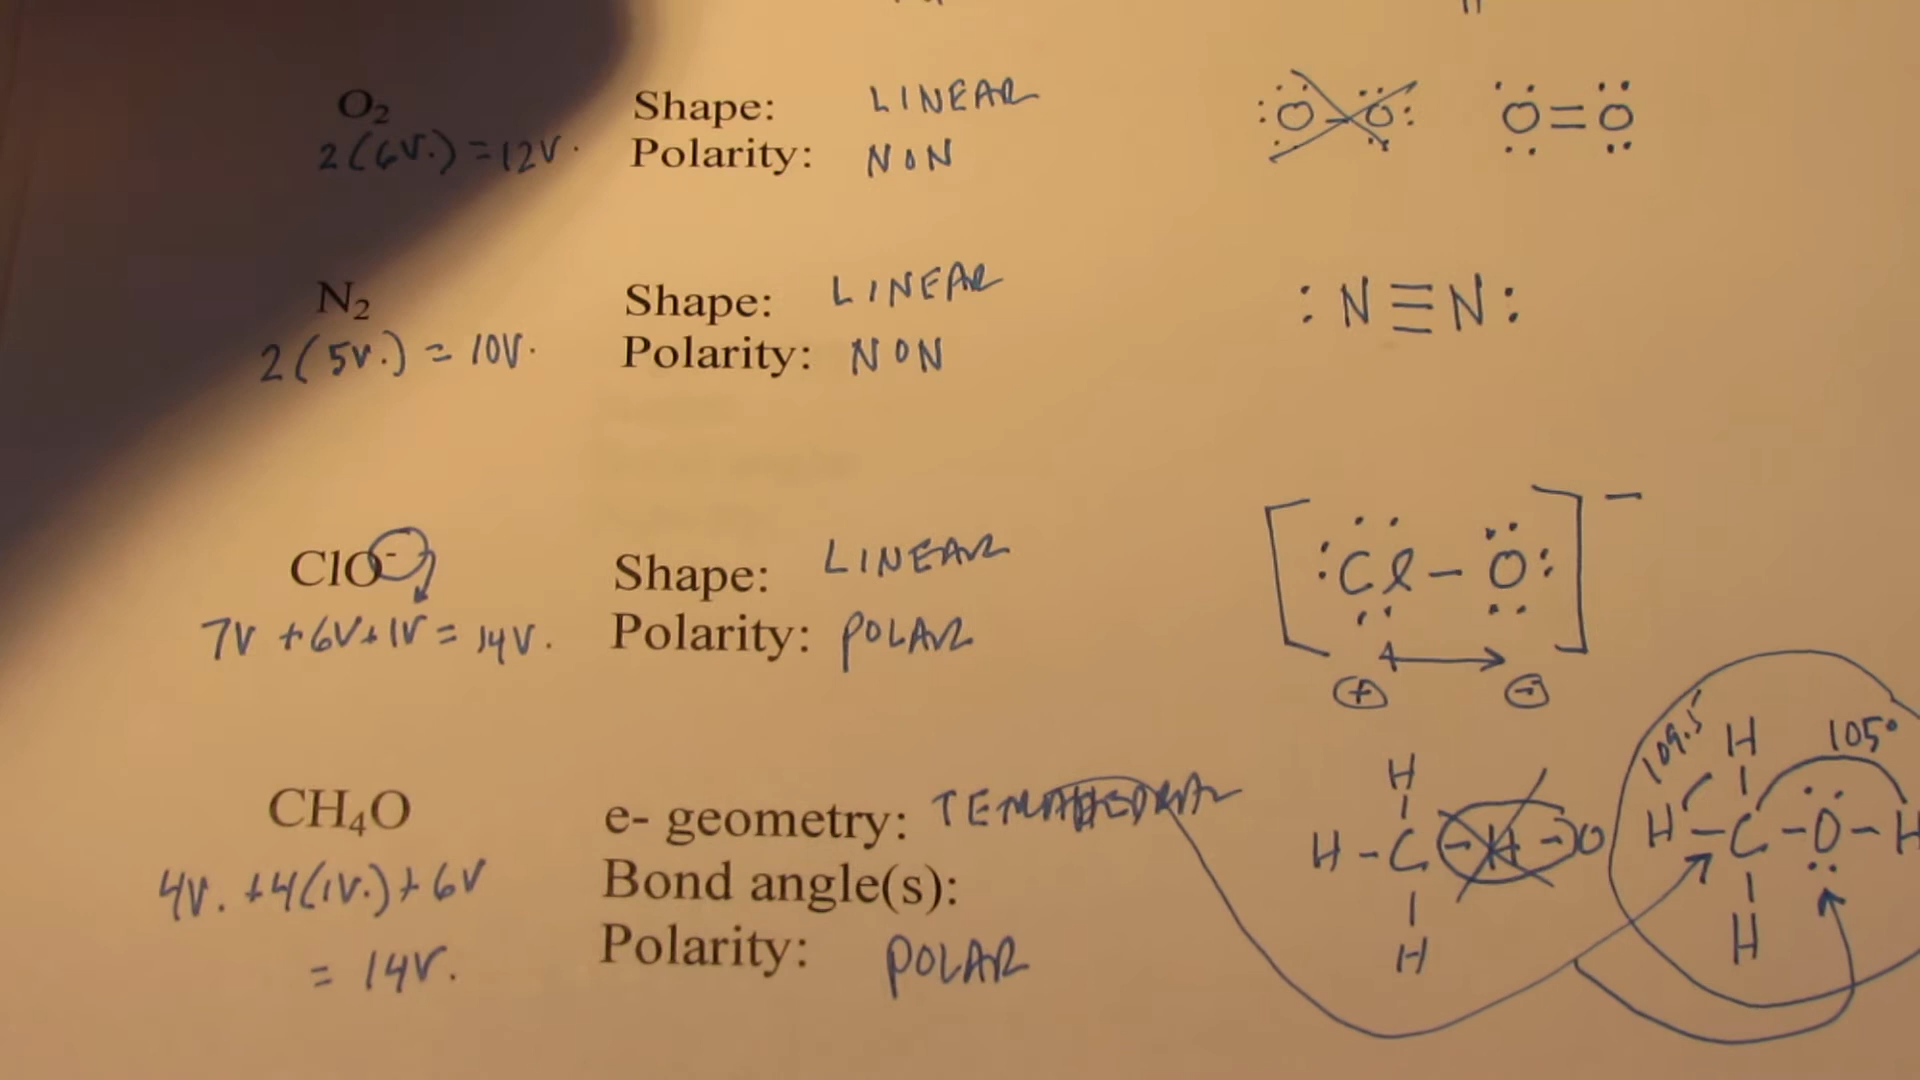 O₂ Shape: LINEAR :O-O: O=O
2(6V.)=12V. Polarity: NON
N₂ Shape: LINEAR :N≡N:
2(5V.) = 10V. Polarity: NON
ClO⁻ Shape: LINEAR [:Cl-O:]⁻
7V +6V+1V = 14V. Polarity: POLAR
+ -
109.5 H 105°
H
CH₄O e- geometry: TETRAHEDRAL H-C-H-O H-C-O-H
4V. +4(1V.)+6V Bond angle(s):
H H
= 14V. Polarity: POLAR